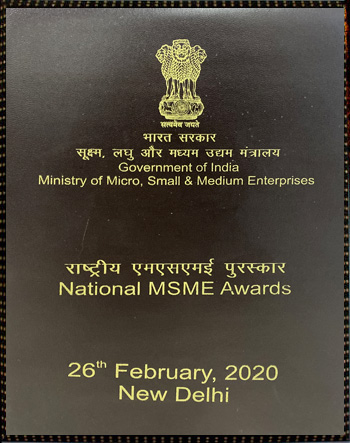 सत्यमेव जयते
भारत सरकार
सूक्ष्म, लघु और मध्यम उद्यम मंत्रालय
Government of India
Ministry of Micro, Small & Medium Enterprises
राष्ट्रीय एमएसएमई पुरस्कार
National MSME Awards
26th February, 2020
New Delhi